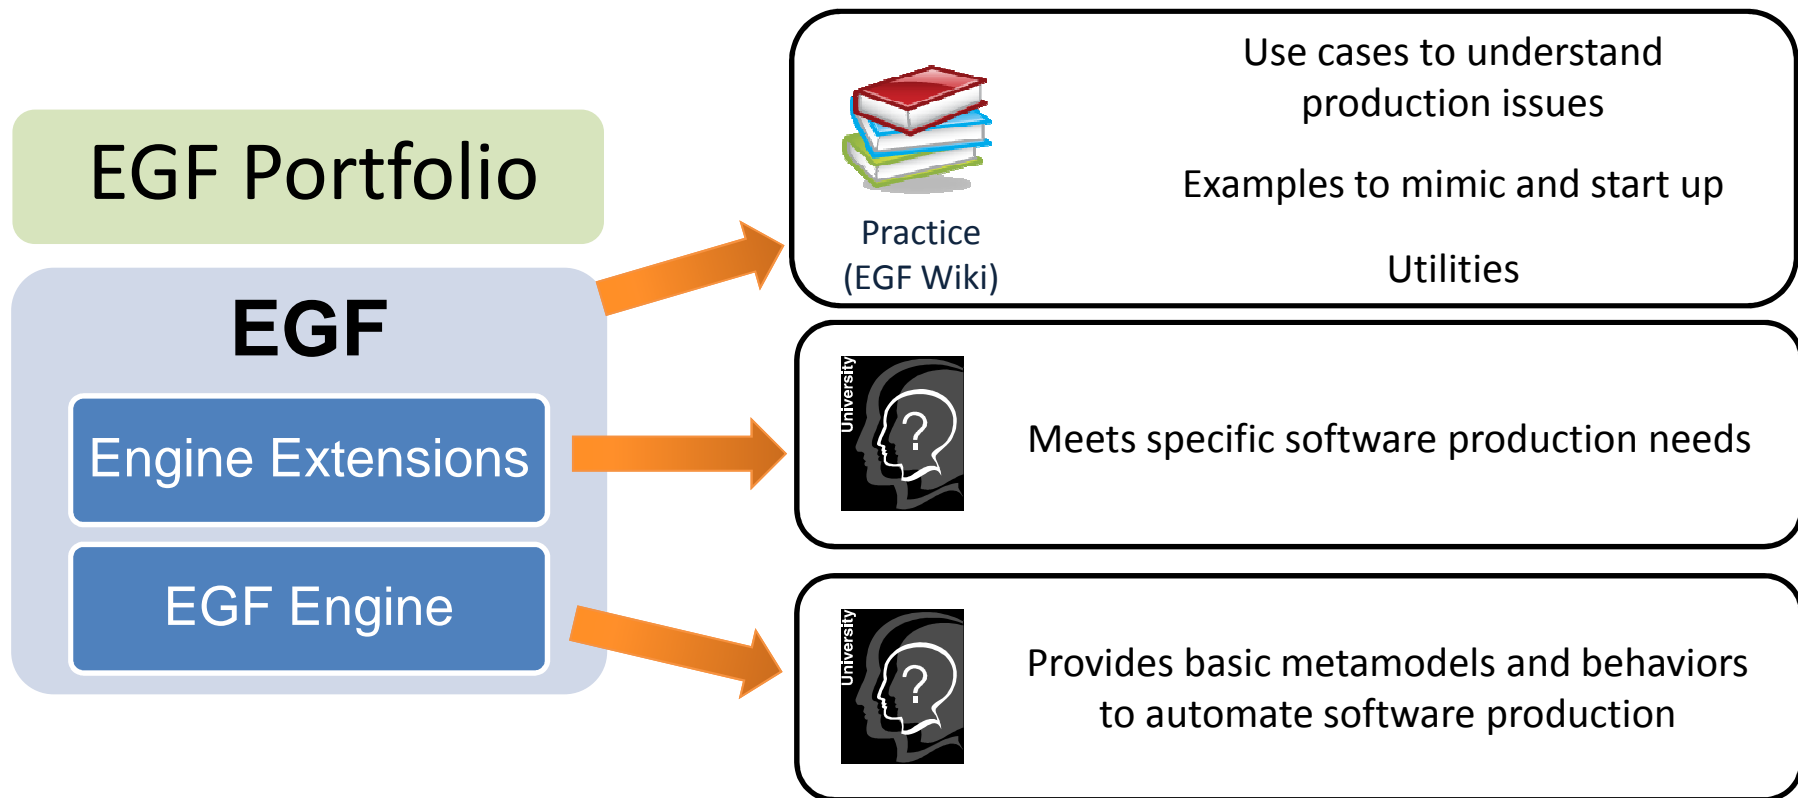 EGF Portfolio
EGF
Engine Extensions
EGF Engine
Practice
(EGF Wiki)
Use cases to understand
production issues
Examples to mimic and start up
Utilities
University
?
Meets specific software production needs
University
?
Provides basic metamodels and behaviors
to automate software production